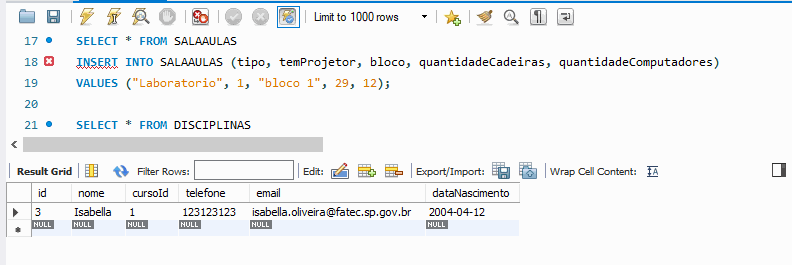 Limit to 1000 rows
17 SELECT * FROM SALAAULAS
18 INSERT INTO SALAAULAS (tipo, temProjetor, bloco, quantidadeCadeiras, quantidadeComputadores)
19 VALUES ("Laboratorio", 1, "bloco 1", 29, 12);
20
21 SELECT * FROM DISCIPLINAS
Result Grid Filter Rows: Edit: Export/Import: Wrap Cell Content:
id nome cursoId telefone email dataNascimento
3 Isabella 1 123123123 isabella.oliveira@fatec.sp.gov.br 2004-04-12
NULL NULL NULL NULL NULL NULL